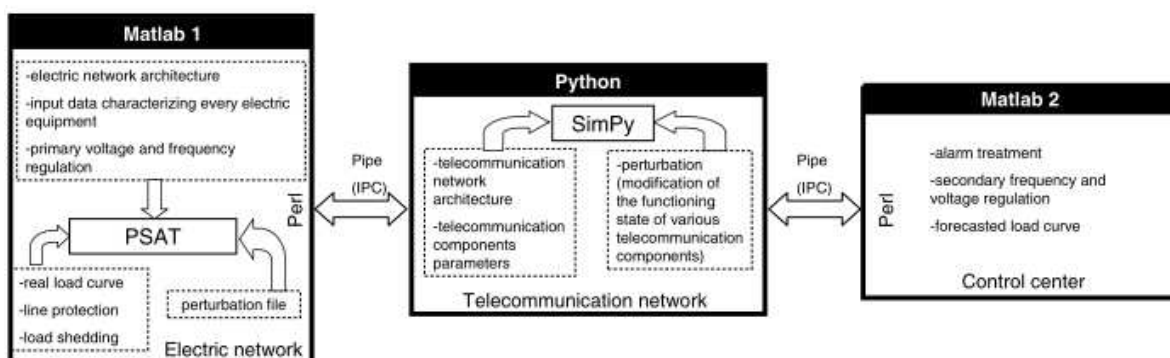 Matlab 1
-electric network architecture
-input data characterizing every electric
equipment
-primary voltage and frequency
regulation
PSAT
-real load curve
-line protection
-load shedding
perturbation file
Electric network
Perl
Pipe
(IPC)
Python
SimPy
-telecommunication
network
architecture
-telecommunication
components
parameters
-perturbation
(modification of
the functioning
state of various
telecommunication
components)
Telecommunication network
Pipe
(IPC)
Matlab 2
Perl
-alarm treatment
-secondary frequency and
voltage regulation
-forecasted load curve
Control center